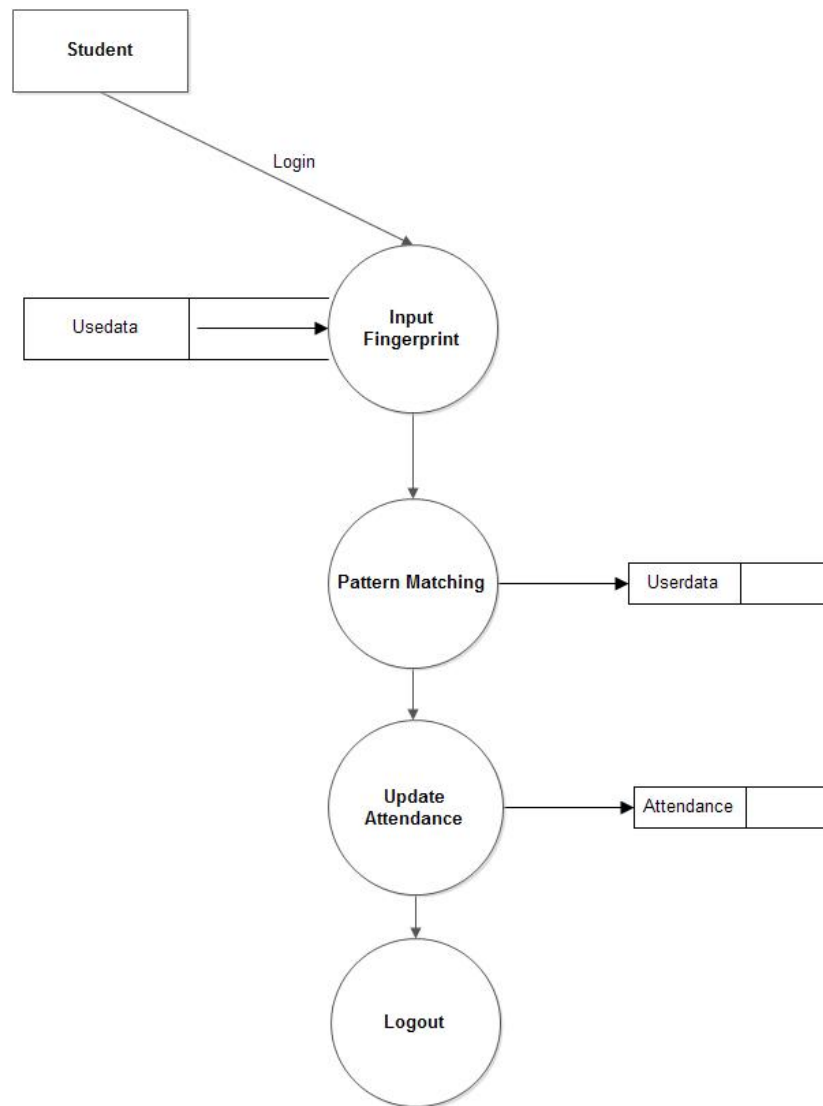 Student
Login
Usedata
Input
Fingerprint
Pattern Matching
Userdata
Update
Attendance
Attendance
Logout